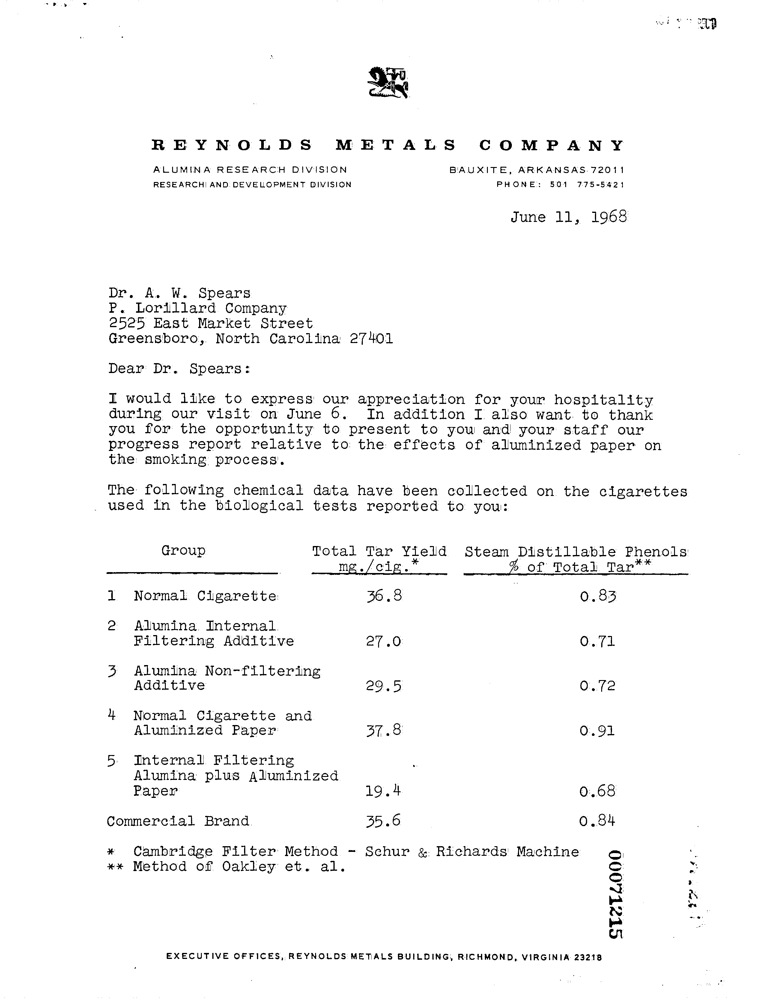 REYNOLDS METALS COMPANY
ALUMINA RESEARCH DIVISION BAUXITE, ARKANSAS 72011
RESEARCH AND DEVELOPMENT DIVISION PHONE: 501 775-5421
June 11, 1968
Dr. A. W. Spears
P. Lorillard Company
2525 East Market Street
Greensboro, North Carolina 27401
Dear Dr. Spears:
I would like to express our appreciation for your hospitality
during our visit on June 6. In addition I also want to thank
you for the opportunity to present to you and your staff our
progress report relative to the effects of aluminized paper on
the smoking process.
The following chemical data have been collected on the cigarettes
used in the biological tests reported to you:
Group Total Tar Yield Steam Distillable Phenols
mg./cig.* % of Total Tar**
1 Normal Cigarette 36.8 0.83
2 Alumina Internal
Filtering Additive 27.0 0.71
3 Alumina Non-filtering
Additive 29.5 0.72
4 Normal Cigarette and
Aluminized Paper 37.8 0.91
5 Internal Filtering
Alumina plus Aluminized
Paper 19.4 0.68
Commercial Brand 35.6 0.84
* Cambridge Filter Method - Schur & Richards Machine
** Method of Oakley et. al.
00071215
EXECUTIVE OFFICES, REYNOLDS METALS BUILDING, RICHMOND, VIRGINIA 23218